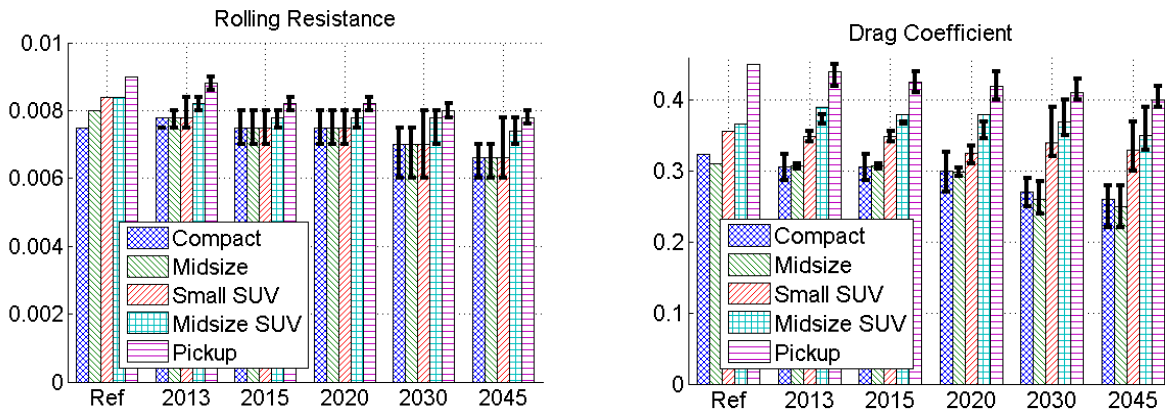 Rolling Resistance
0.01
0.008
0.006
0.004
0.002
0
Compact
Midsize
Small SUV
Midsize SUV
Pickup
Ref 2013 2015 2020 2030 2045
Drag Coefficient
0.4
0.3
0.2
0.1
0
Compact
Midsize
Small SUV
Midsize SUV
Pickup
Ref 2013 2015 2020 2030 2045